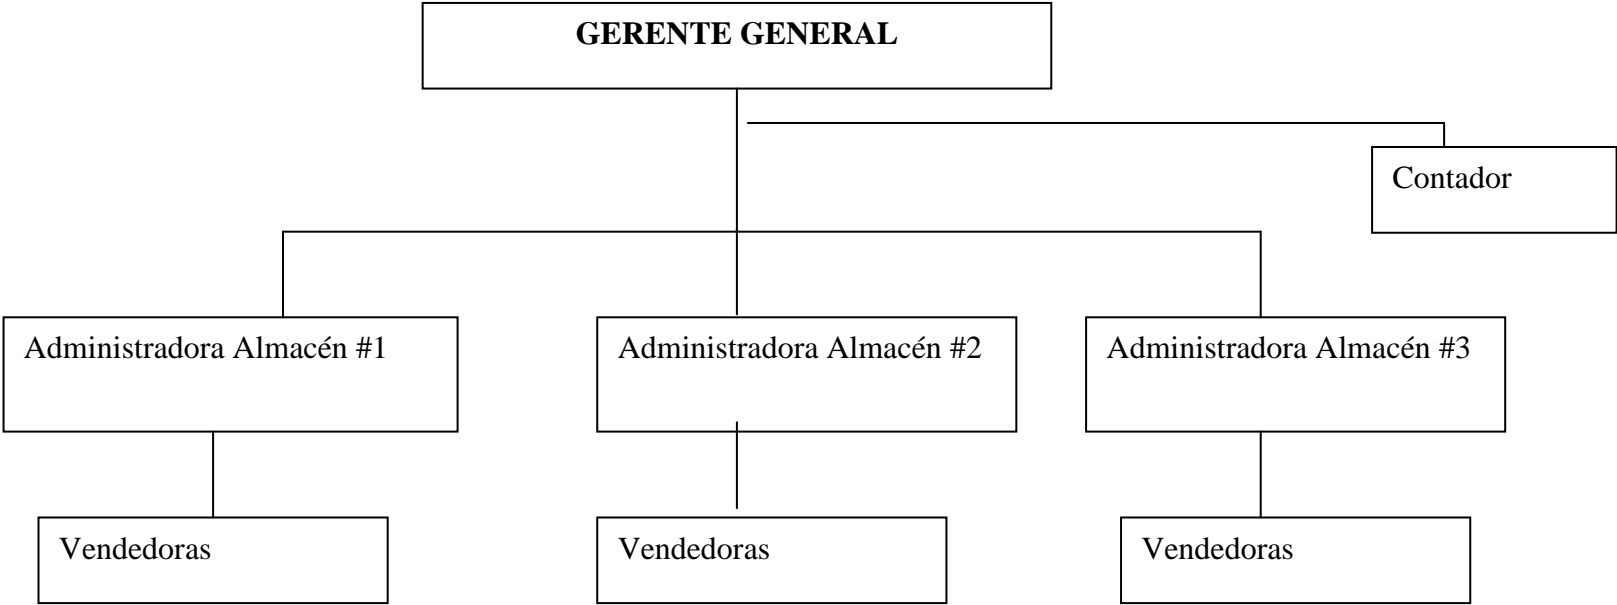 GERENTE GENERAL
Contador
Administradora Almacén #1
Administradora Almacén #2
Administradora Almacén #3
Vendedoras
Vendedoras
Vendedoras